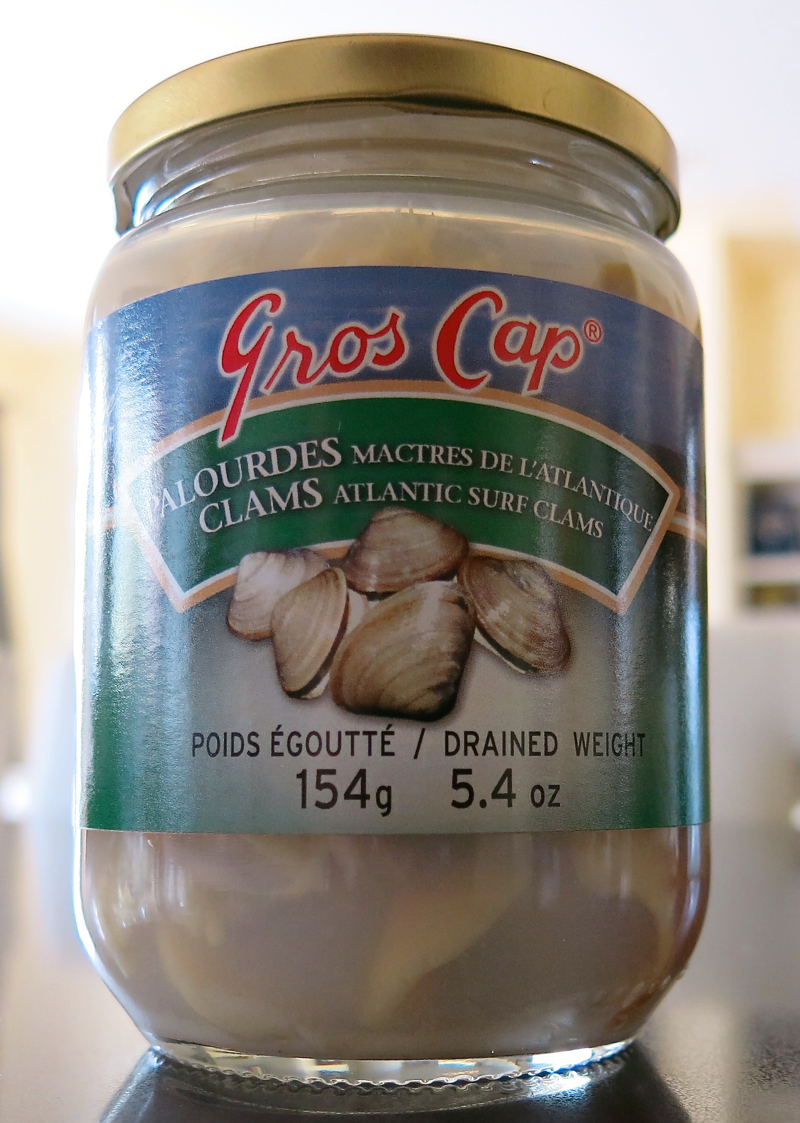 Gros Cap®
PALOURDES MACTRES DE L'ATLANTIQUE
CLAMS ATLANTIC SURF CLAMS
POIDS ÉGOUTTÉ / DRAINED WEIGHT
154g 5.4 oz